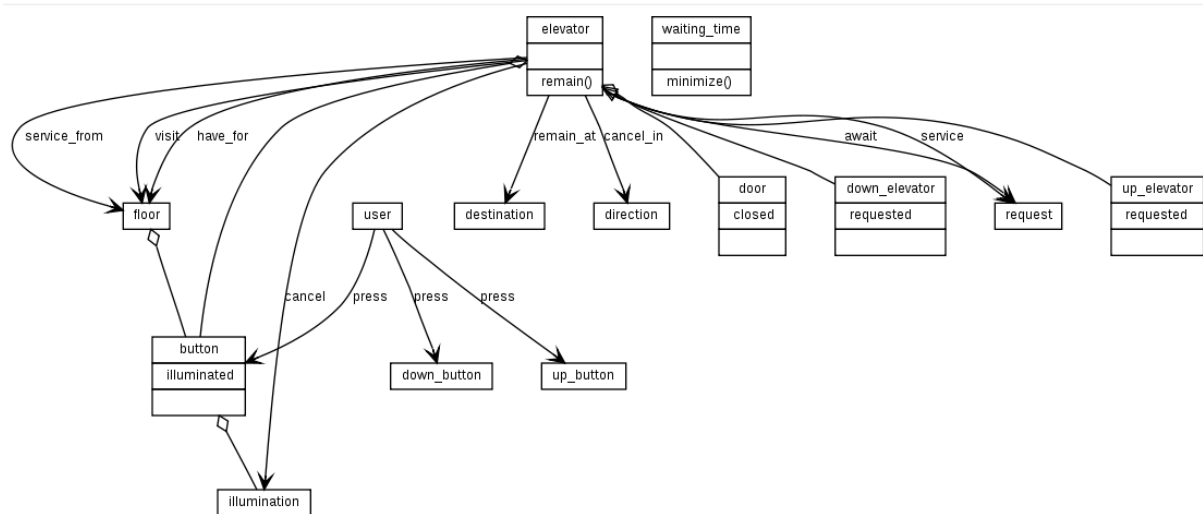 elevator
waiting_time
remain()
minimize()
service_from
visit
have_for
remain_at
cancel_in
await
service
floor
user
destination
direction
door
closed
down_elevator
requested
request
up_elevator
requested
cancel
press
press
press
button
illuminated
down_button
up_button
illumination